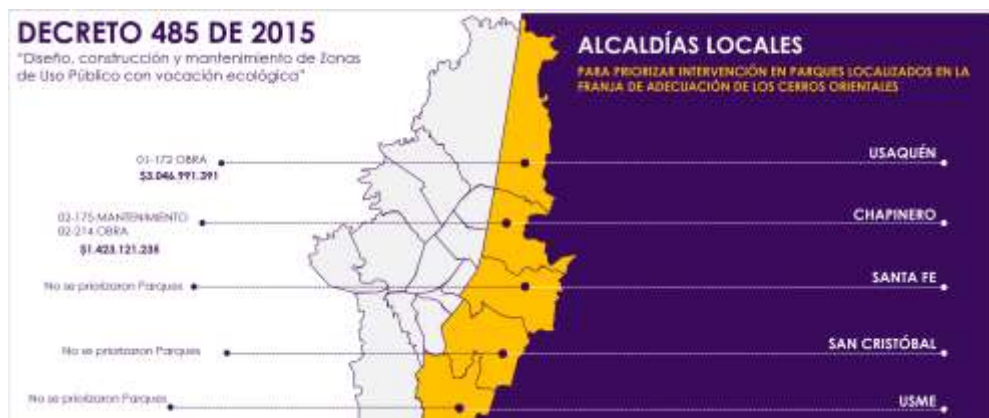 DECRETO 485 DE 2015
"Diseño, construcción y mantenimiento de Zonas
de Uso Público con vocación ecológica"
ALCALDÍAS LOCALES
PARA PRIORIZAR INTERVENCIÓN EN PARQUES LOCALIZADOS EN LA
FRANJA DE ADECUACIÓN DE LOS CERROS ORIENTALES
01-172 OBRA
$3.046.991.391
USAQUÉN
02-175 MANTENIMIENTO
02-214 OBRA
$1.423.121.235
CHAPINERO
No se priorizaron Parques
SANTA FE
No se priorizaron Parques
SAN CRISTÓBAL
No se priorizaron Parques
USME